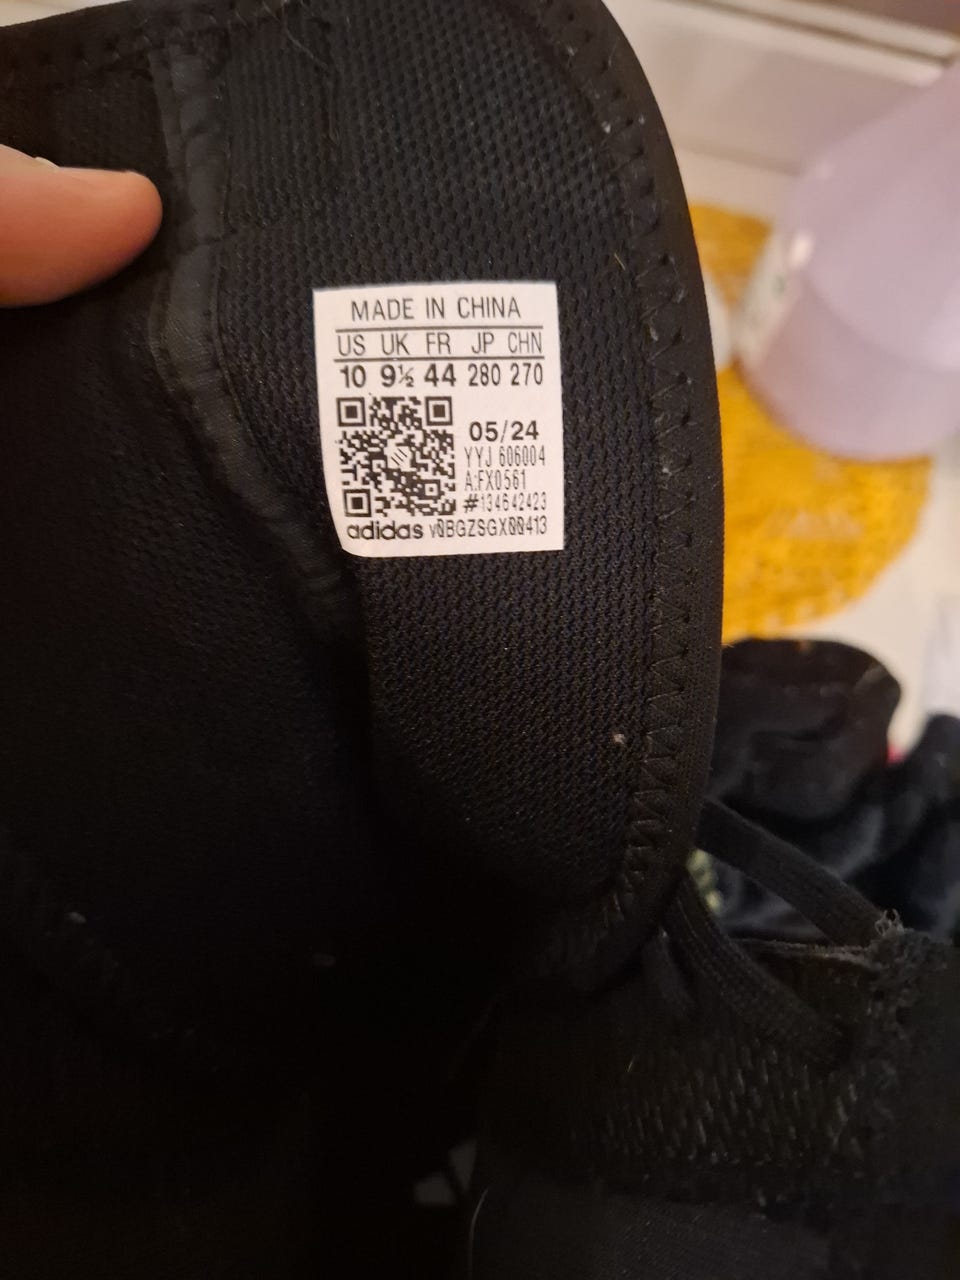 MADE IN CHINA
US UK FR JP CHN
10 9½ 44 280 270
05/24
YYJ 606004
A:FX0561
#134642423
adidas v0BGZSGX00413